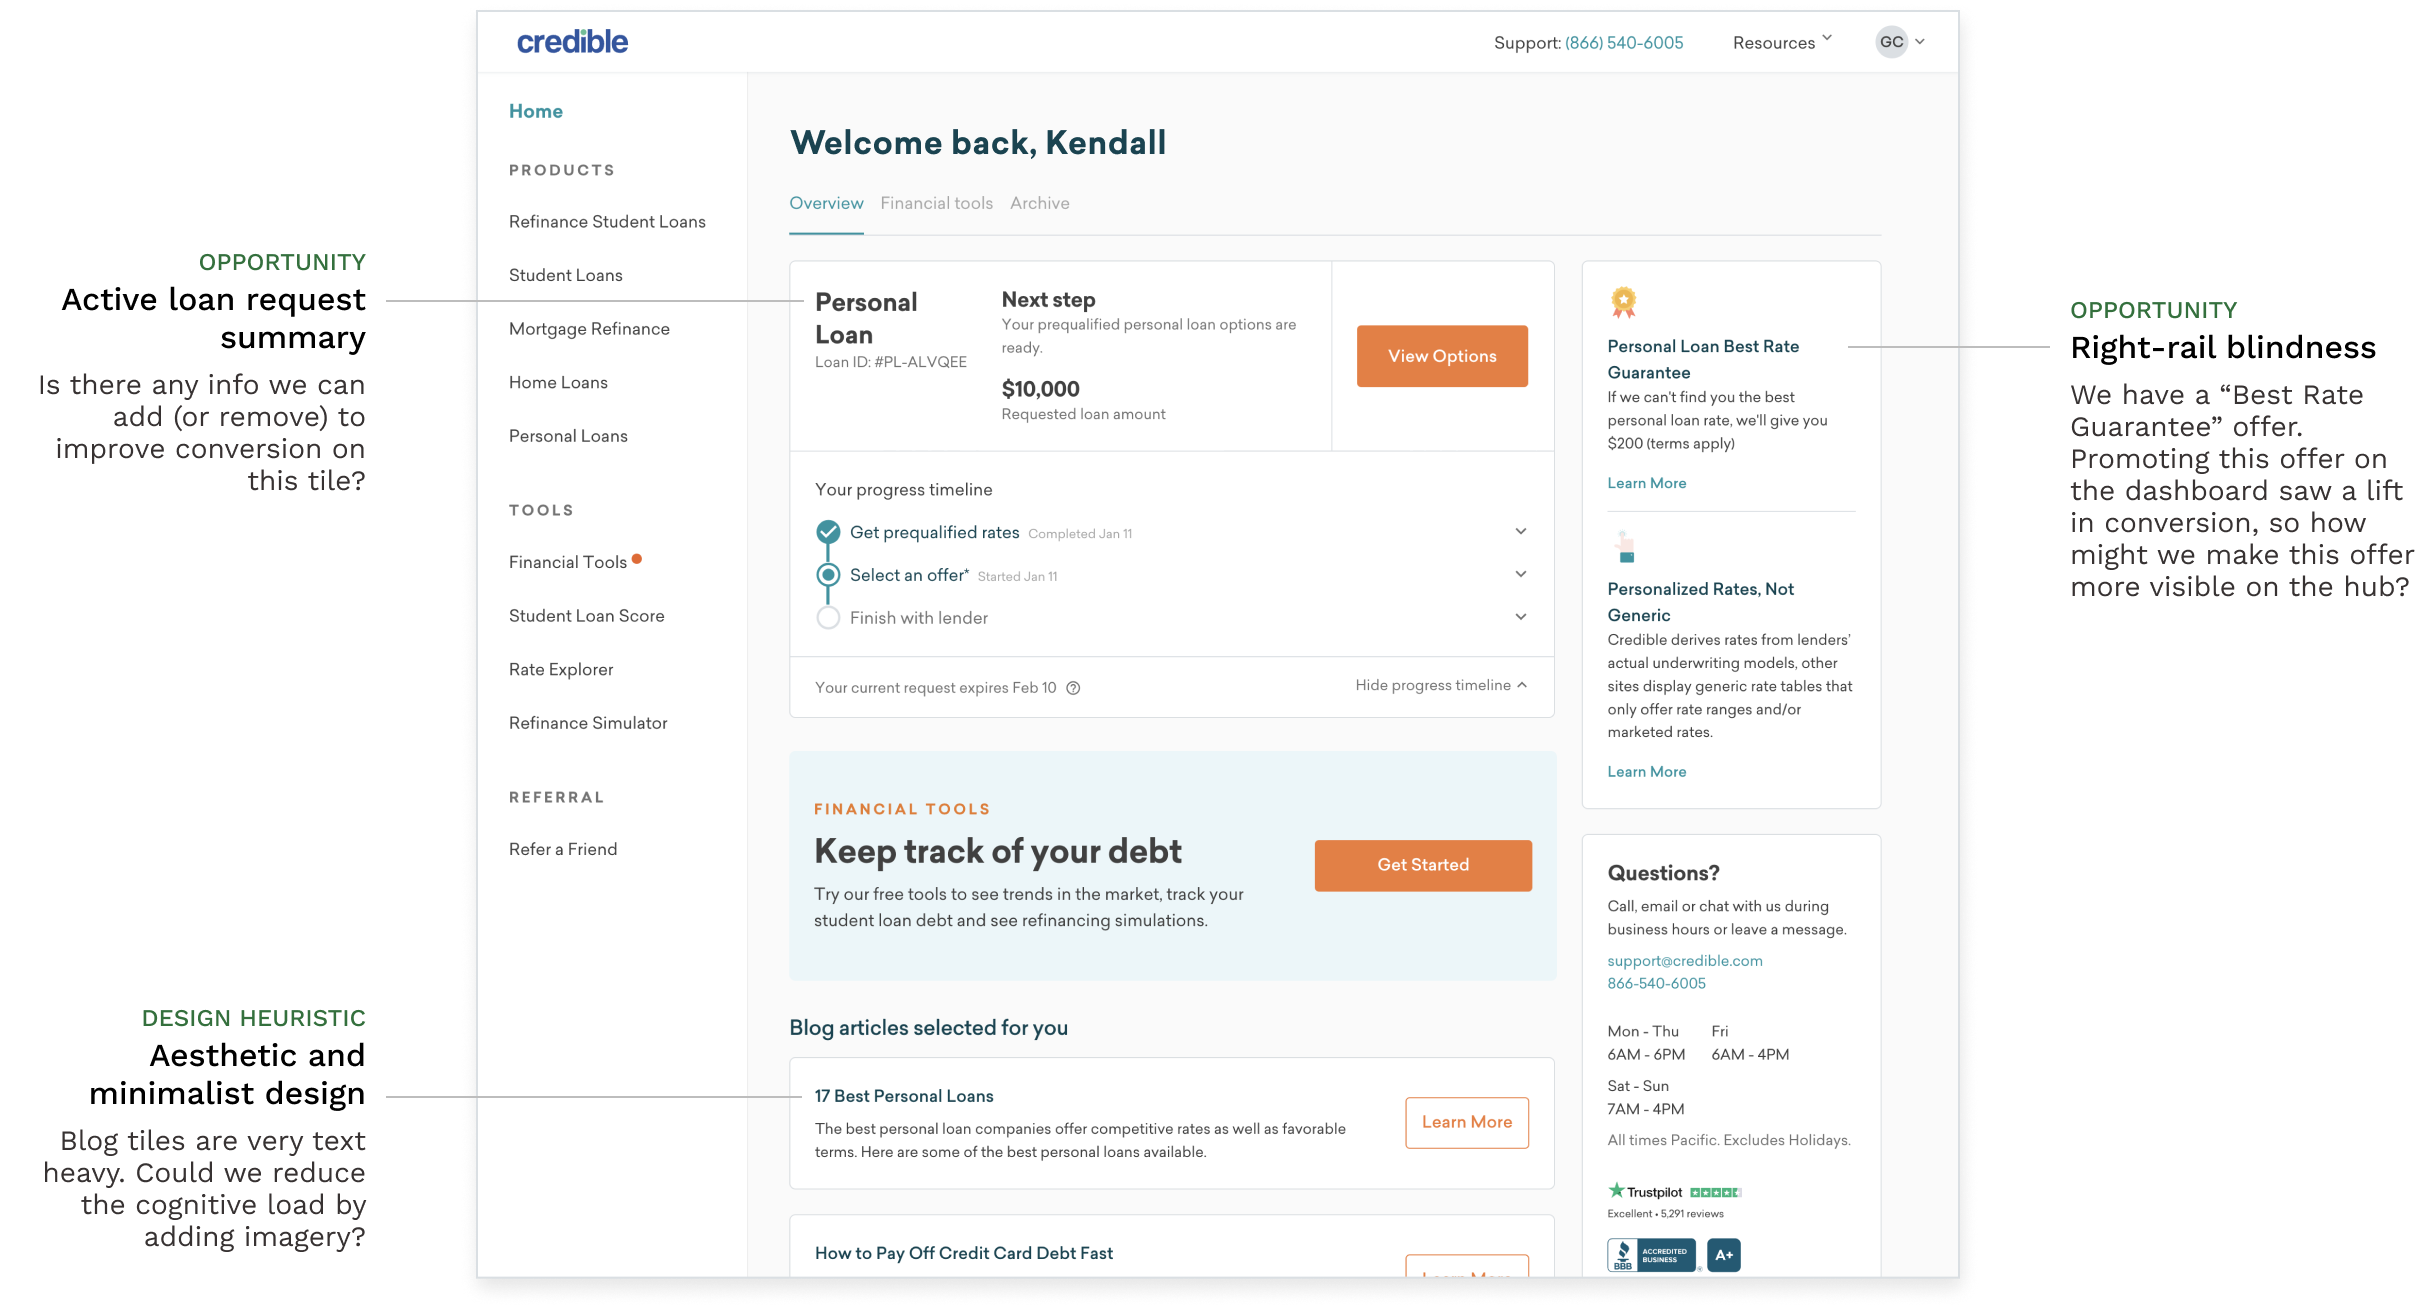 credible
Support: (866) 540-6005
Resources
GC
Home
PRODUCTS
Refinance Student Loans
Student Loans
Mortgage Refinance
Home Loans
Personal Loans
TOOLS
Financial Tools
Student Loan Score
Rate Explorer
Refinance Simulator
REFERRAL
Refer a Friend
Welcome back, Kendall
Overview
Financial tools
Archive
Personal
Loan
Loan ID: #PL-ALVQEE
Next step
Your prequalified personal loan options are
ready.
$10,000
Requested loan amount
View Options
Your progress timeline
Get prequalified rates Completed Jan 11
Select an offer* Started Jan 11
Finish with lender
Your current request expires Feb 10
Hide progress timeline
FINANCIAL TOOLS
Keep track of your debt
Try our free tools to see trends in the market, track your
student loan debt and see refinancing simulations.
Get Started
Blog articles selected for you
17 Best Personal Loans
The best personal loan companies offer competitive rates as well as favorable
terms. Here are some of the best personal loans available.
Learn More
How to Pay Off Credit Card Debt Fast
Learn More
Personal Loan Best Rate
Guarantee
If we can't find you the best
personal loan rate, we'll give you
$200 (terms apply)
Learn More
Personalized Rates, Not
Generic
Credible derives rates from lenders'
actual underwriting models, other
sites display generic rate tables that
only offer rate ranges and/or
marketed rates.
Learn More
Questions?
Call, email or chat with us during
business hours or leave a message.
support@credible.com
866-540-6005
Mon - Thu
6AM - 6PM
Fri
6AM - 4PM
Sat - Sun
7AM - 4PM
All times Pacific. Excludes Holidays.
Trustpilot
Excellent • 5,291 reviews
BBB
ACCREDITED
BUSINESS
A+
OPPORTUNITY
Active loan request
summary
Is there any info we can
add (or remove) to
improve conversion on
this tile?
DESIGN HEURISTIC
Aesthetic and
minimalist design
Blog tiles are very text
heavy. Could we reduce
the cognitive load by
adding imagery?
OPPORTUNITY
Right-rail blindness
We have a “Best Rate
Guarantee” offer.
Promoting this offer on
the dashboard saw a lift
in conversion, so how
might we make this offer
more visible on the hub?